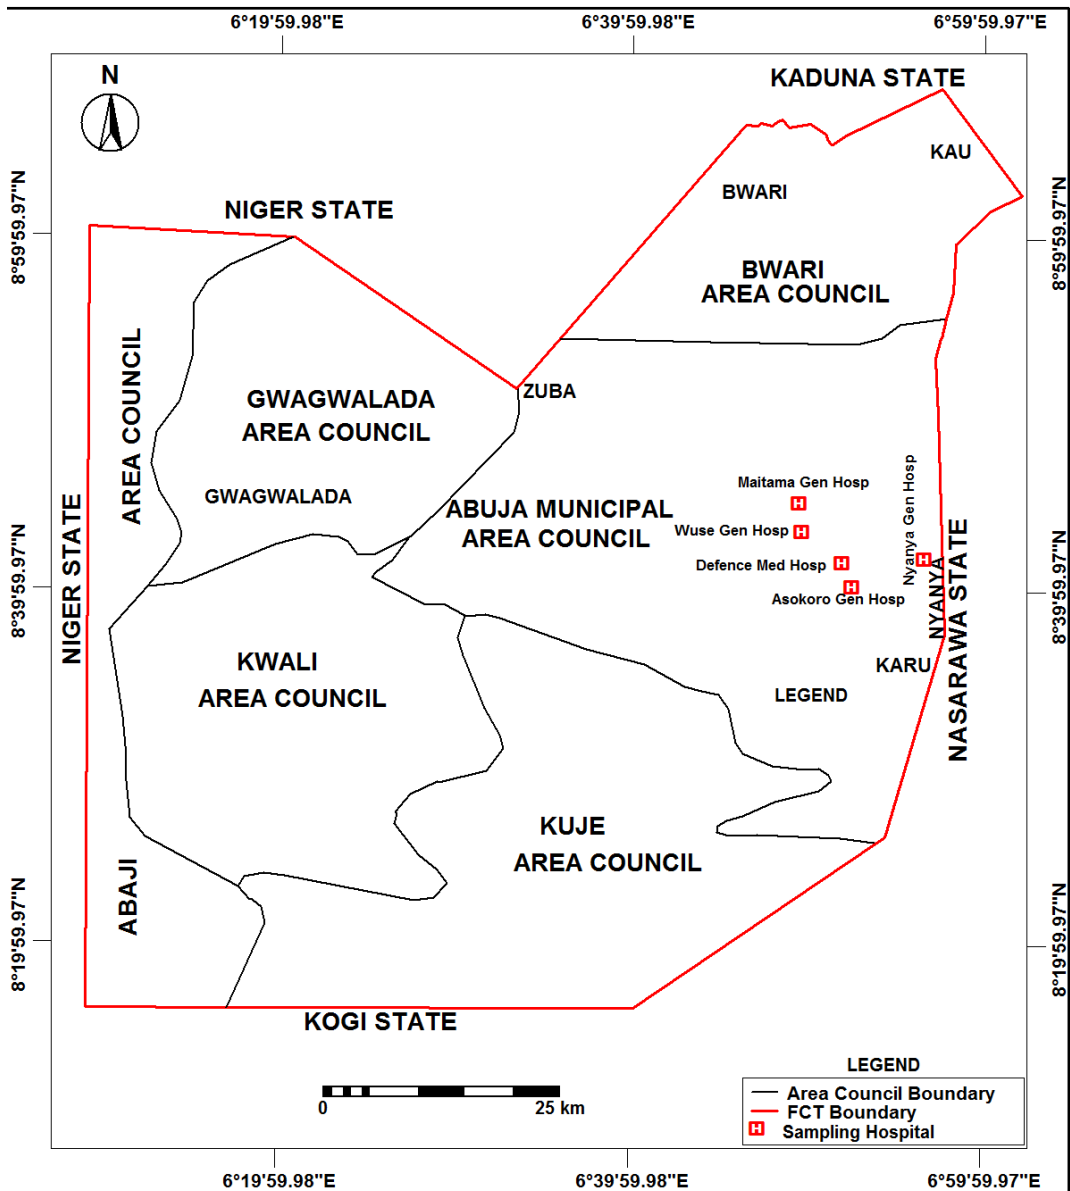 6°19'59.98"E
6°39'59.98"E
6°59'59.97"E
N
KADUNA STATE
KAU
BWARI
NIGER STATE
8°59'59.97"N
8°59'59.97"N
BWARI
AREA COUNCIL
ZUBA
AREA COUNCIL
GWAGWALADA
AREA COUNCIL
GWAGWALADA
Maitama Gen Hosp
ABUJA MUNICIPAL
AREA COUNCIL
Wuse Gen Hosp
Nyanya Gen Hosp
Defence Med Hosp
Asokoro Gen Hosp
NIGER STATE
8°39'59.97"N
8°39'59.97"N
NYANYA
NASARAWA STATE
KARU
KWALI
AREA COUNCIL
LEGEND
KUJE
AREA COUNCIL
ABAJI
8°19'59.97"N
8°19'59.97"N
KOGI STATE
0
25 km
LEGEND
Area Council Boundary
FCT Boundary
H Sampling Hospital
6°19'59.98"E
6°39'59.98"E
6°59'59.97"E